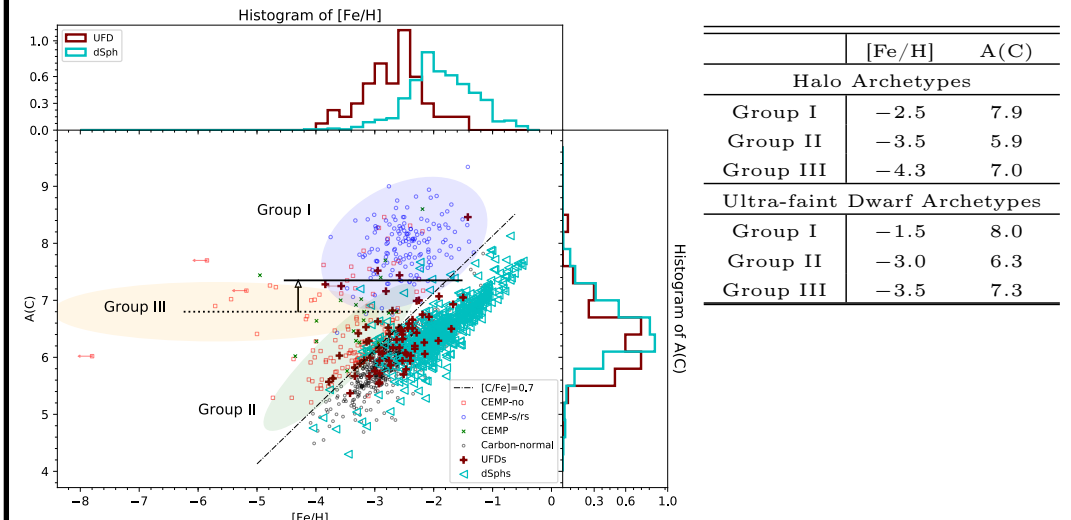 Histogram of [Fe/H]
UFD
dSph
1.0
0.6
0.3
0.0
9
8
7
6
5
4
A(C)
Group I
Group III
Group II
[C/Fe]=0.7
CEMP-no
CEMP-s/rs
CEMP
Carbon-normal
UFDs
dSphs
−8 −7 −6 −5 −4 −3 −2 −1 0
[Fe/H]
0.3 0.6 1.0
Histogram of A(C)
[Fe/H] A(C)
Halo Archetypes
Group I −2.5 7.9
Group II −3.5 5.9
Group III −4.3 7.0
Ultra-faint Dwarf Archetypes
Group I −1.5 8.0
Group II −3.0 6.3
Group III −3.5 7.3